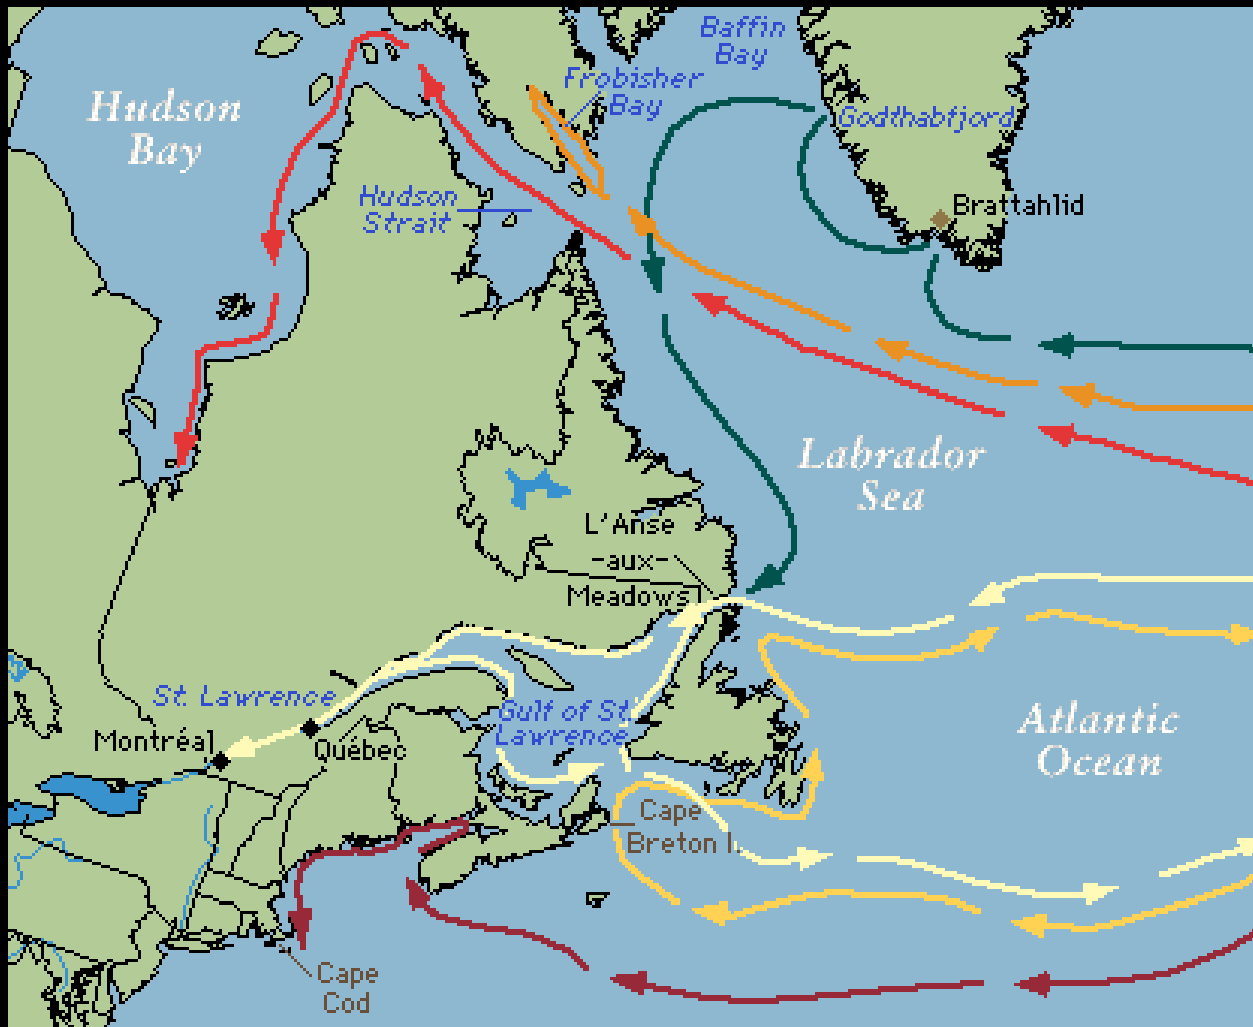 Baffin
Bay
Frobisher
Bay
Hudson
Bay
Godthabfjord
Hudson
Strait
Brattahlid
Labrador
Sea
L'Anse
-aux-
Meadows
St. Lawrence
Gulf of St.
Lawrence
Montréal
Québec
Atlantic
Ocean
Cape
Breton I.
Cape
Cod